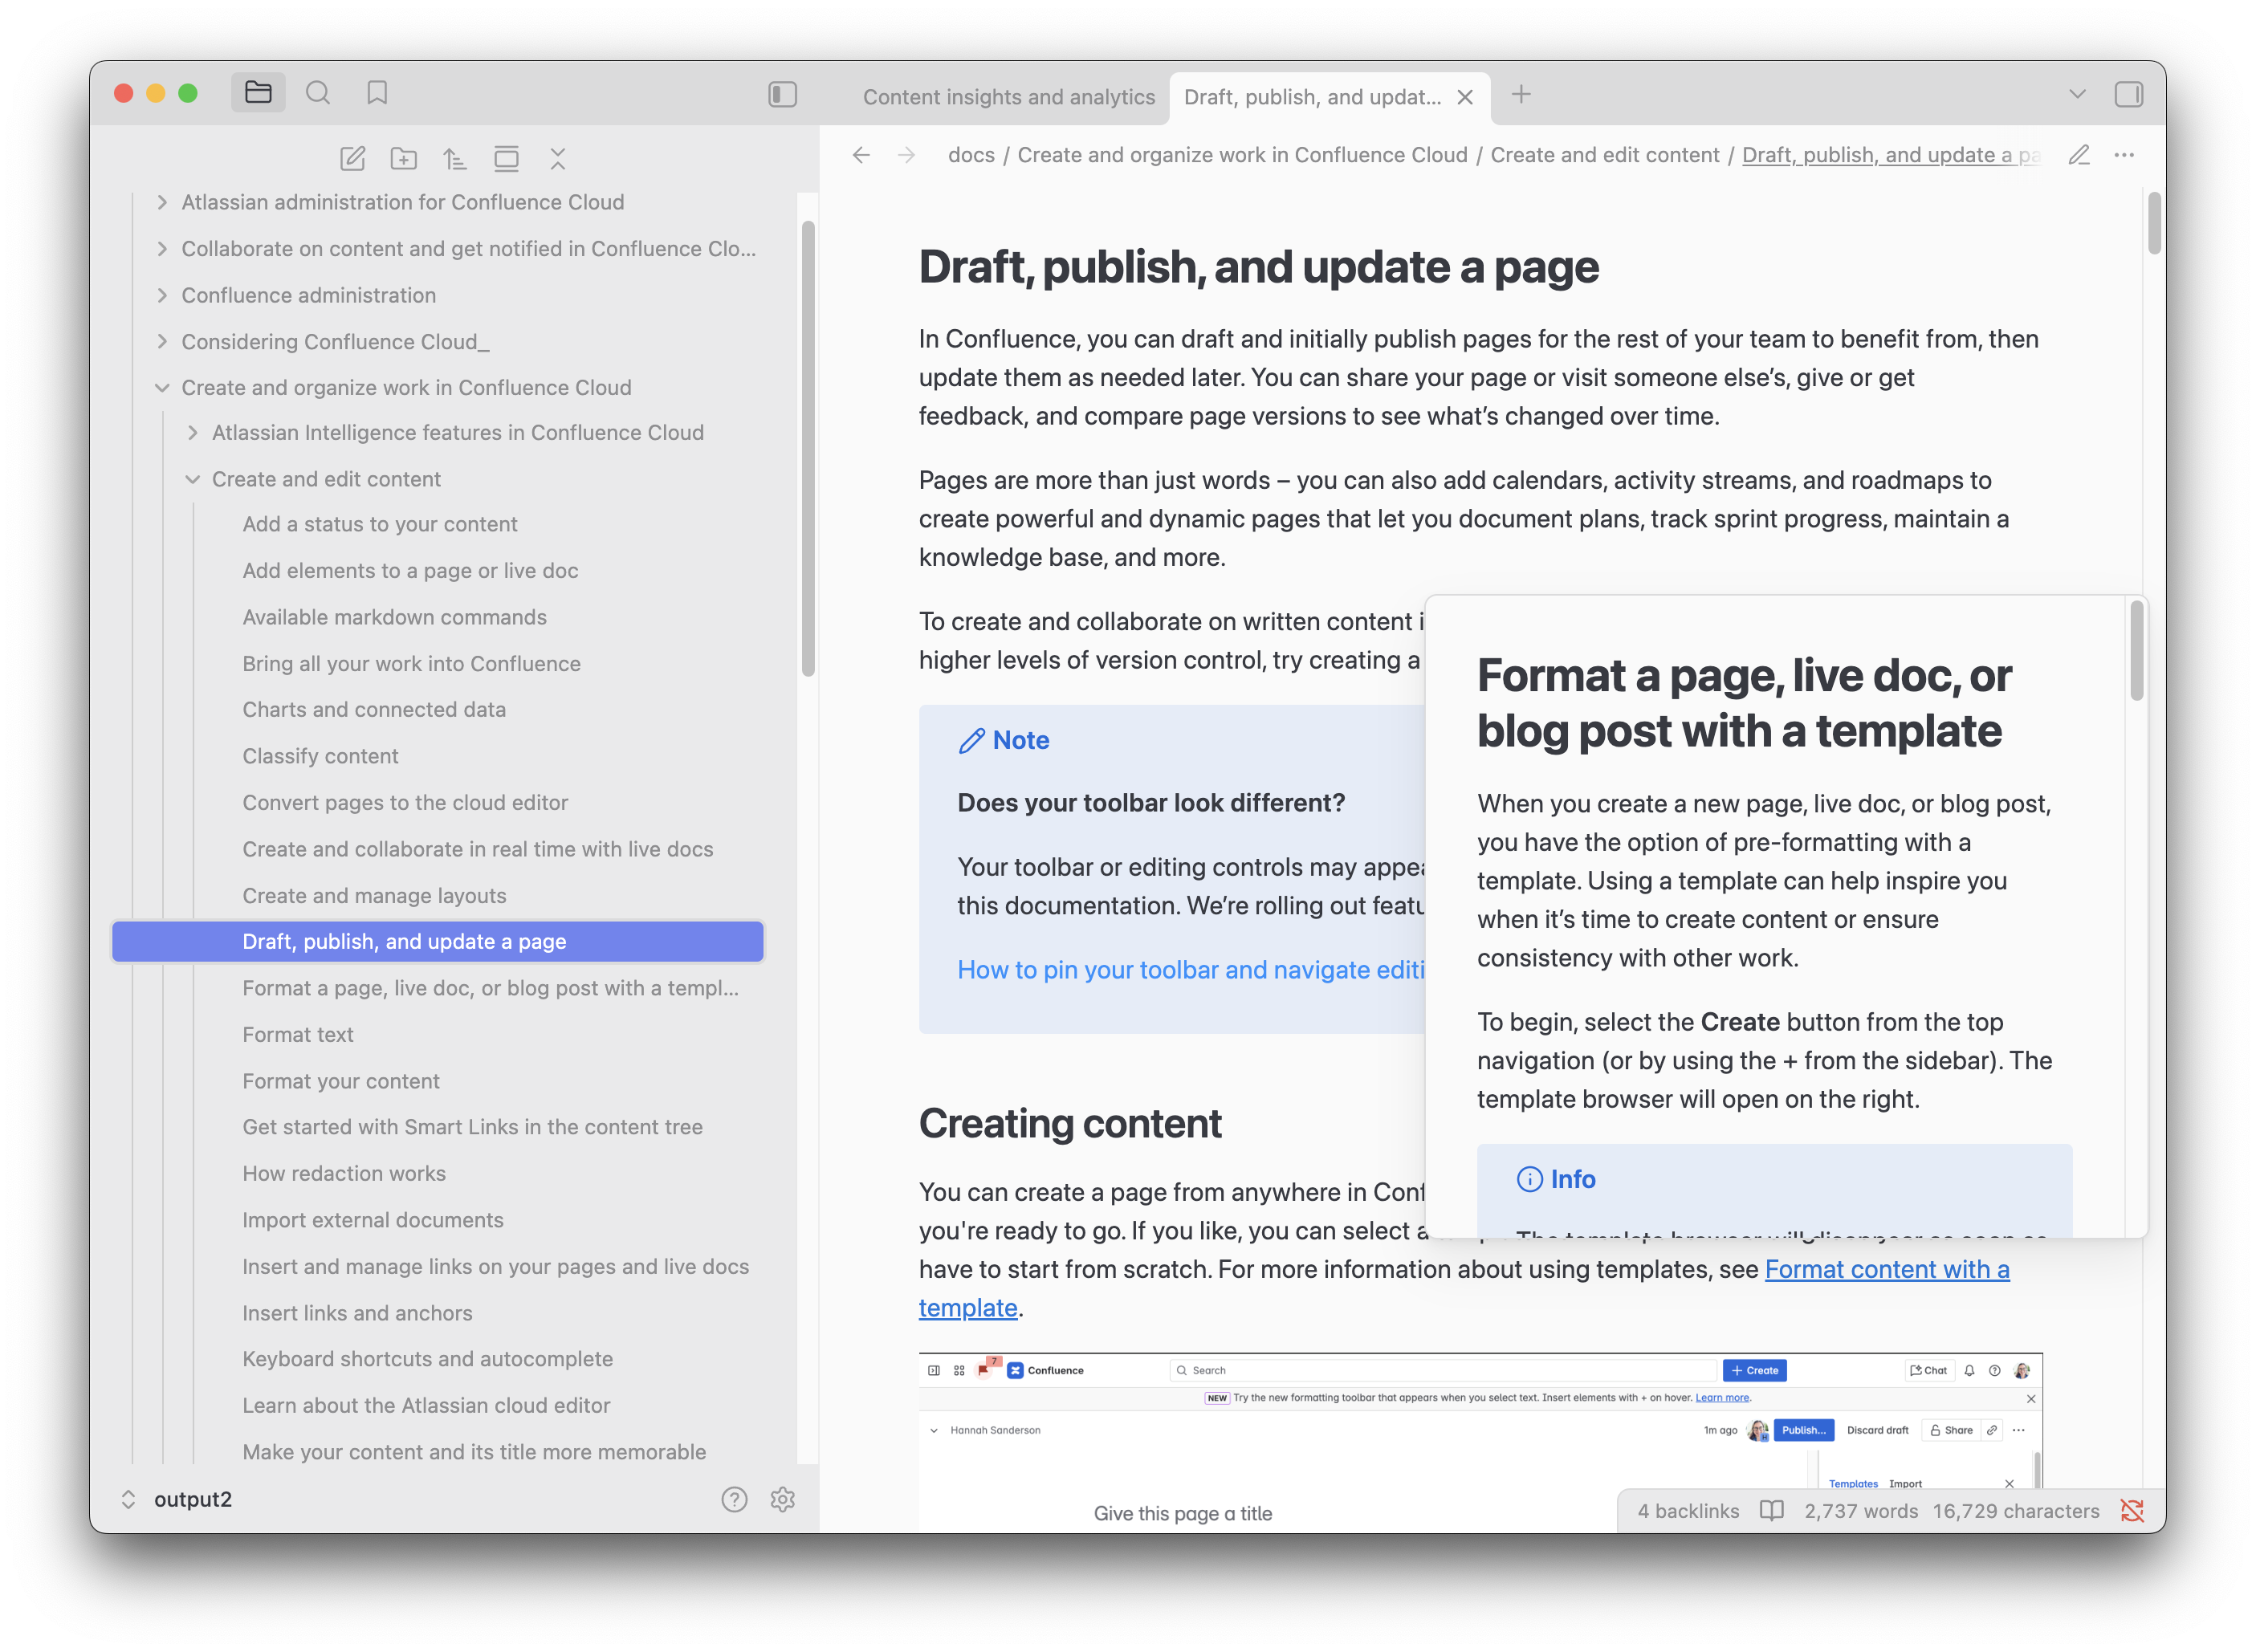 Content insights and analytics
Draft, publish, and updat...
docs / Create and organize work in Confluence Cloud / Create and edit content / Draft, publish, and update a pa
Atlassian administration for Confluence Cloud
Collaborate on content and get notified in Confluence Clo...
Confluence administration
Considering Confluence Cloud_
Create and organize work in Confluence Cloud
Atlassian Intelligence features in Confluence Cloud
Create and edit content
Add a status to your content
Add elements to a page or live doc
Available markdown commands
Bring all your work into Confluence
Charts and connected data
Classify content
Convert pages to the cloud editor
Create and collaborate in real time with live docs
Create and manage layouts
Draft, publish, and update a page
Format a page, live doc, or blog post with a templ...
Format text
Format your content
Get started with Smart Links in the content tree
How redaction works
Import external documents
Insert and manage links on your pages and live docs
Insert links and anchors
Keyboard shortcuts and autocomplete
Learn about the Atlassian cloud editor
Make your content and its title more memorable
output2
Draft, publish, and update a page
In Confluence, you can draft and initially publish pages for the rest of your team to benefit from, then
update them as needed later. You can share your page or visit someone else’s, give or get
feedback, and compare page versions to see what’s changed over time.
Pages are more than just words – you can also add calendars, activity streams, and roadmaps to
create powerful and dynamic pages that let you document plans, track sprint progress, maintain a
knowledge base, and more.
To create and collaborate on written content i
higher levels of version control, try creating a
Note
Does your toolbar look different?
Your toolbar or editing controls may appea
this documentation. We’re rolling out featu
How to pin your toolbar and navigate editi
Creating content
You can create a page from anywhere in Conf
you're ready to go. If you like, you can select a
have to start from scratch. For more information about using templates, see Format content with a
template.
Format a page, live doc, or
blog post with a template
When you create a new page, live doc, or blog post,
you have the option of pre-formatting with a
template. Using a template can help inspire you
when it’s time to create content or ensure
consistency with other work.
To begin, select the Create button from the top
navigation (or by using the + from the sidebar). The
template browser will open on the right.
Info
The template browser will disappear as soon as
7
Confluence
Search
+ Create
Chat
NEW Try the new formatting toolbar that appears when you select text. Insert elements with + on hover. Learn more.
Hannah Sanderson
1m ago
Publish...
Discard draft
Share
Templates Import
Give this page a title
4 backlinks
2,737 words
16,729 characters